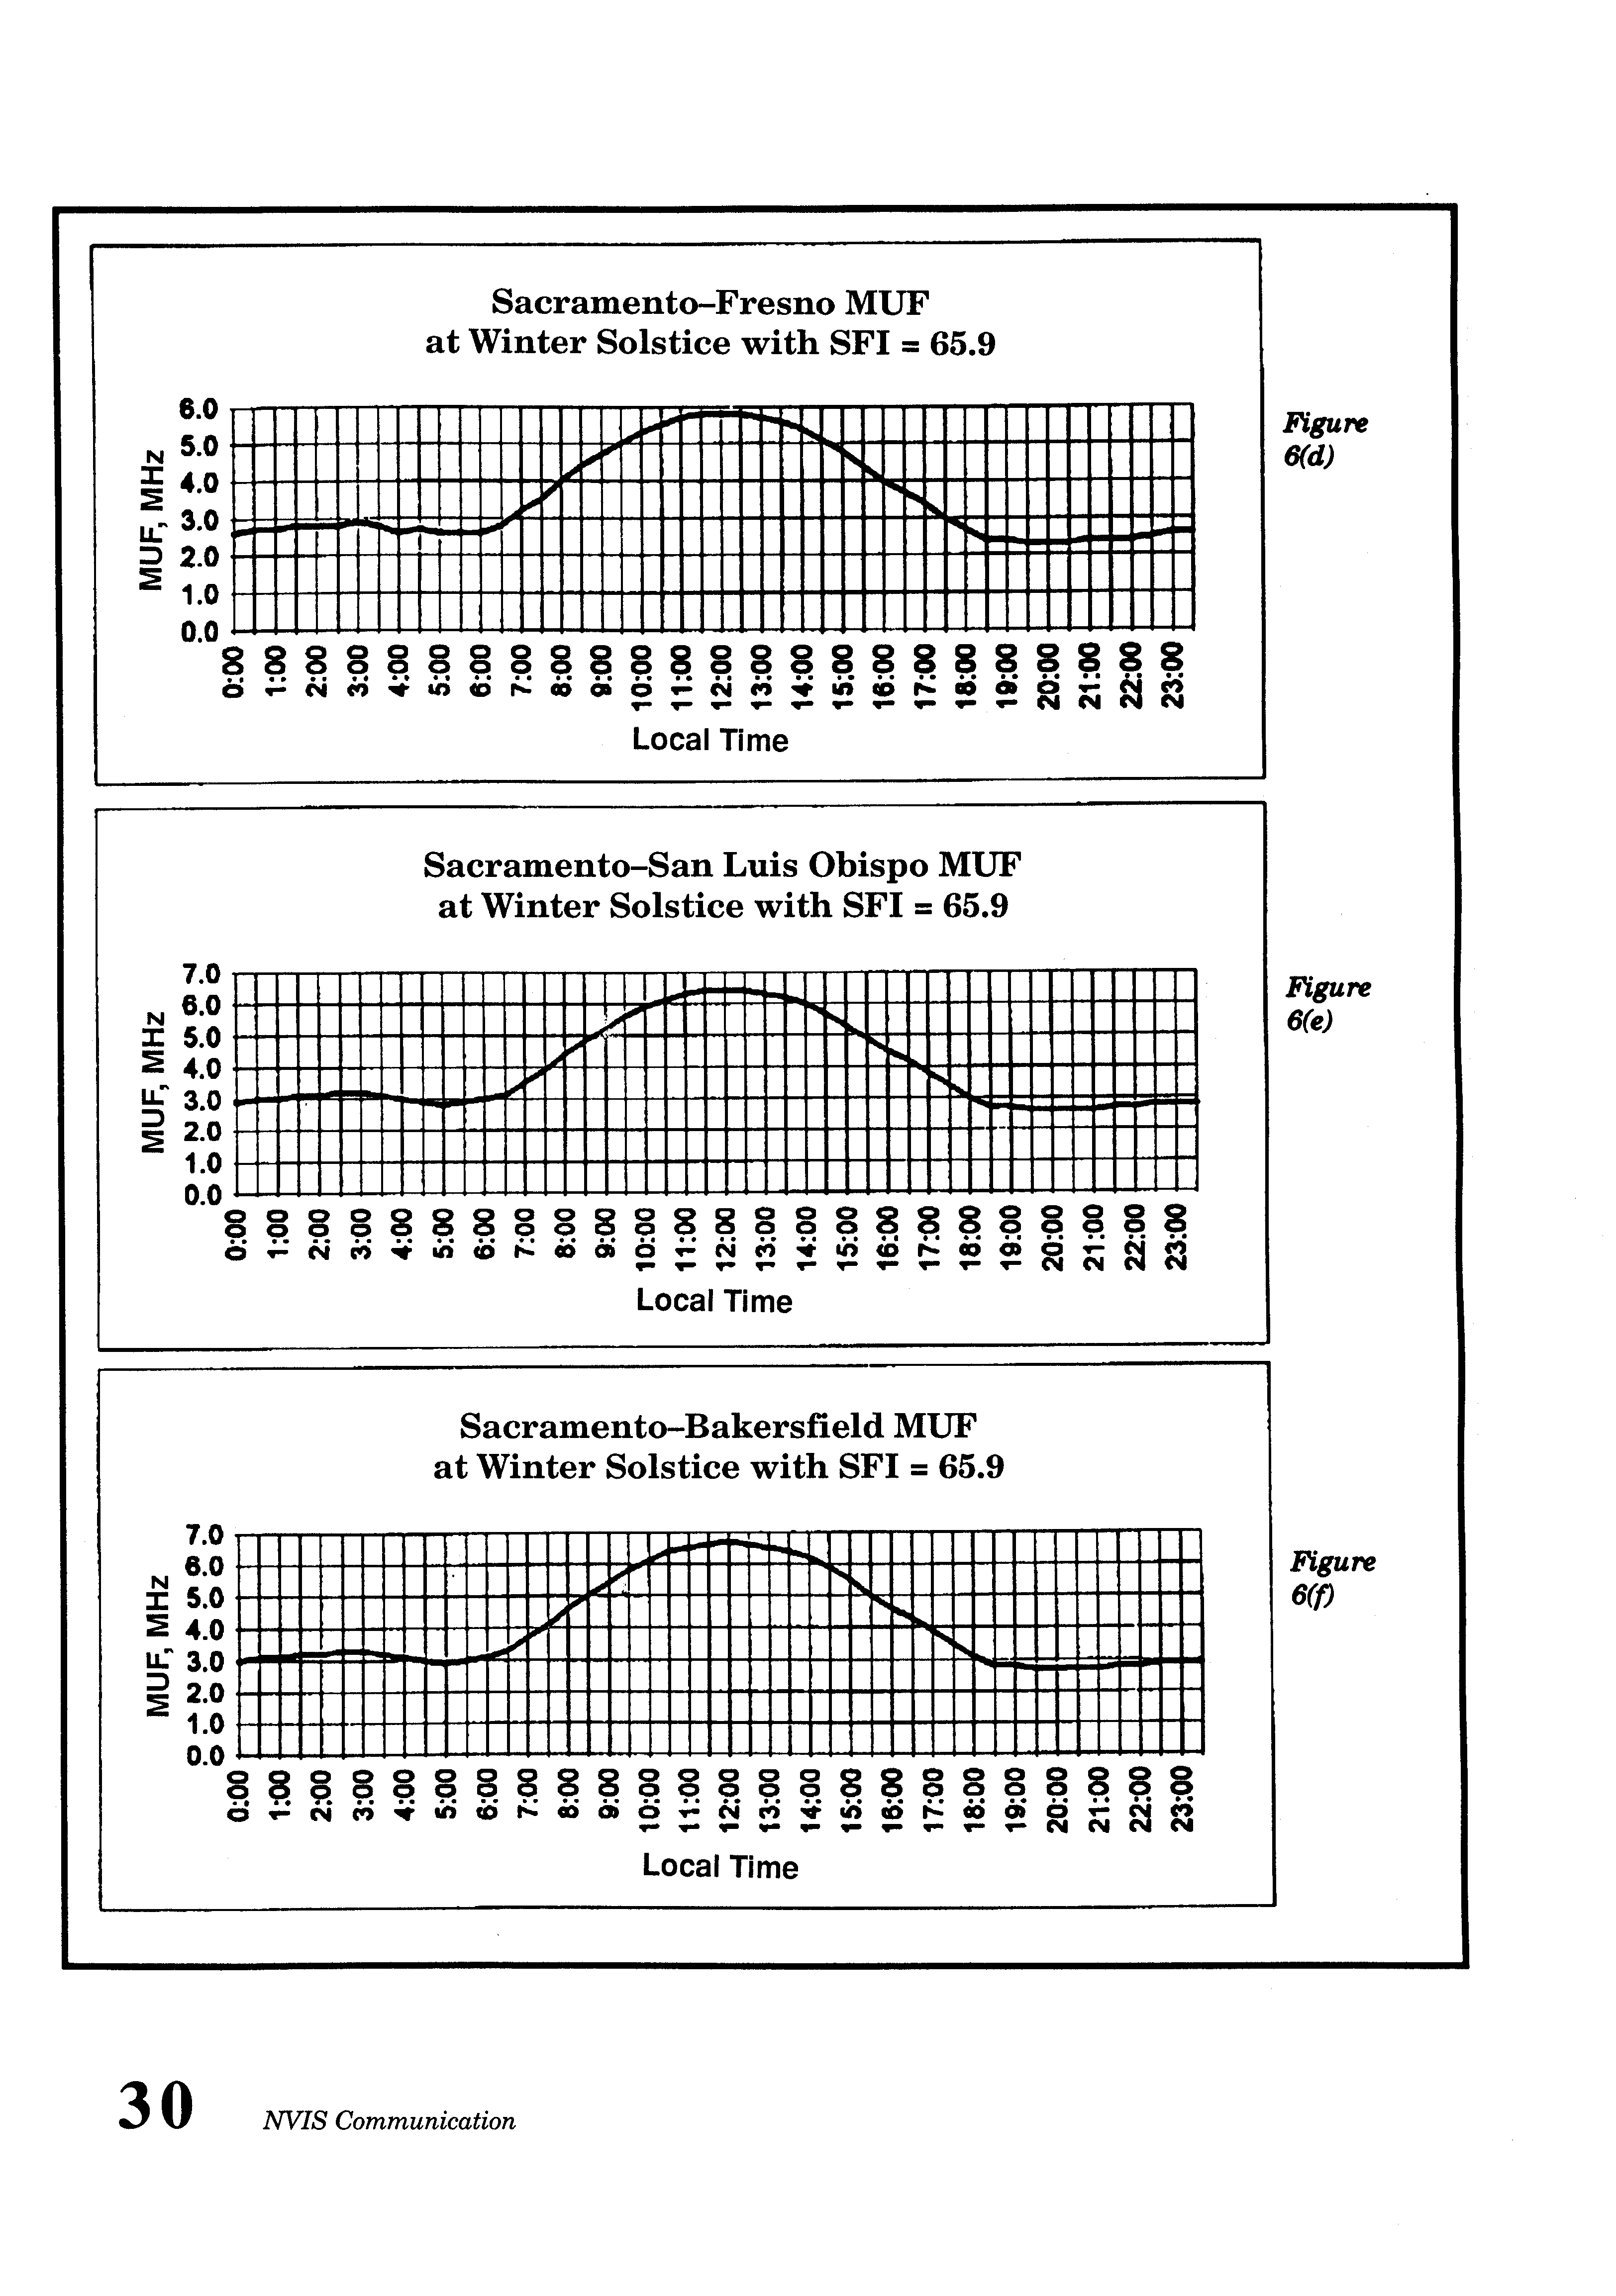 Sacramento–Fresno MUF
at Winter Solstice with SFI = 65.9
6.0
5.0
4.0
3.0
2.0
1.0
0.0
MUF, MHz
0:00 1:00 2:00 3:00 4:00 5:00 6:00 7:00 8:00 9:00 10:00 11:00 12:00 13:00 14:00 15:00 16:00 17:00 18:00 19:00 20:00 21:00 22:00 23:00
Local Time
Figure
6(d)
Sacramento–San Luis Obispo MUF
at Winter Solstice with SFI = 65.9
7.0
6.0
5.0
4.0
3.0
2.0
1.0
0.0
MUF, MHz
0:00 1:00 2:00 3:00 4:00 5:00 6:00 7:00 8:00 9:00 10:00 11:00 12:00 13:00 14:00 15:00 16:00 17:00 18:00 19:00 20:00 21:00 22:00 23:00
Local Time
Figure
6(e)
Sacramento–Bakersfield MUF
at Winter Solstice with SFI = 65.9
7.0
6.0
5.0
4.0
3.0
2.0
1.0
0.0
MUF, MHz
0:00 1:00 2:00 3:00 4:00 5:00 6:00 7:00 8:00 9:00 10:00 11:00 12:00 13:00 14:00 15:00 16:00 17:00 18:00 19:00 20:00 21:00 22:00 23:00
Local Time
Figure
6(f)
30 NVIS Communication